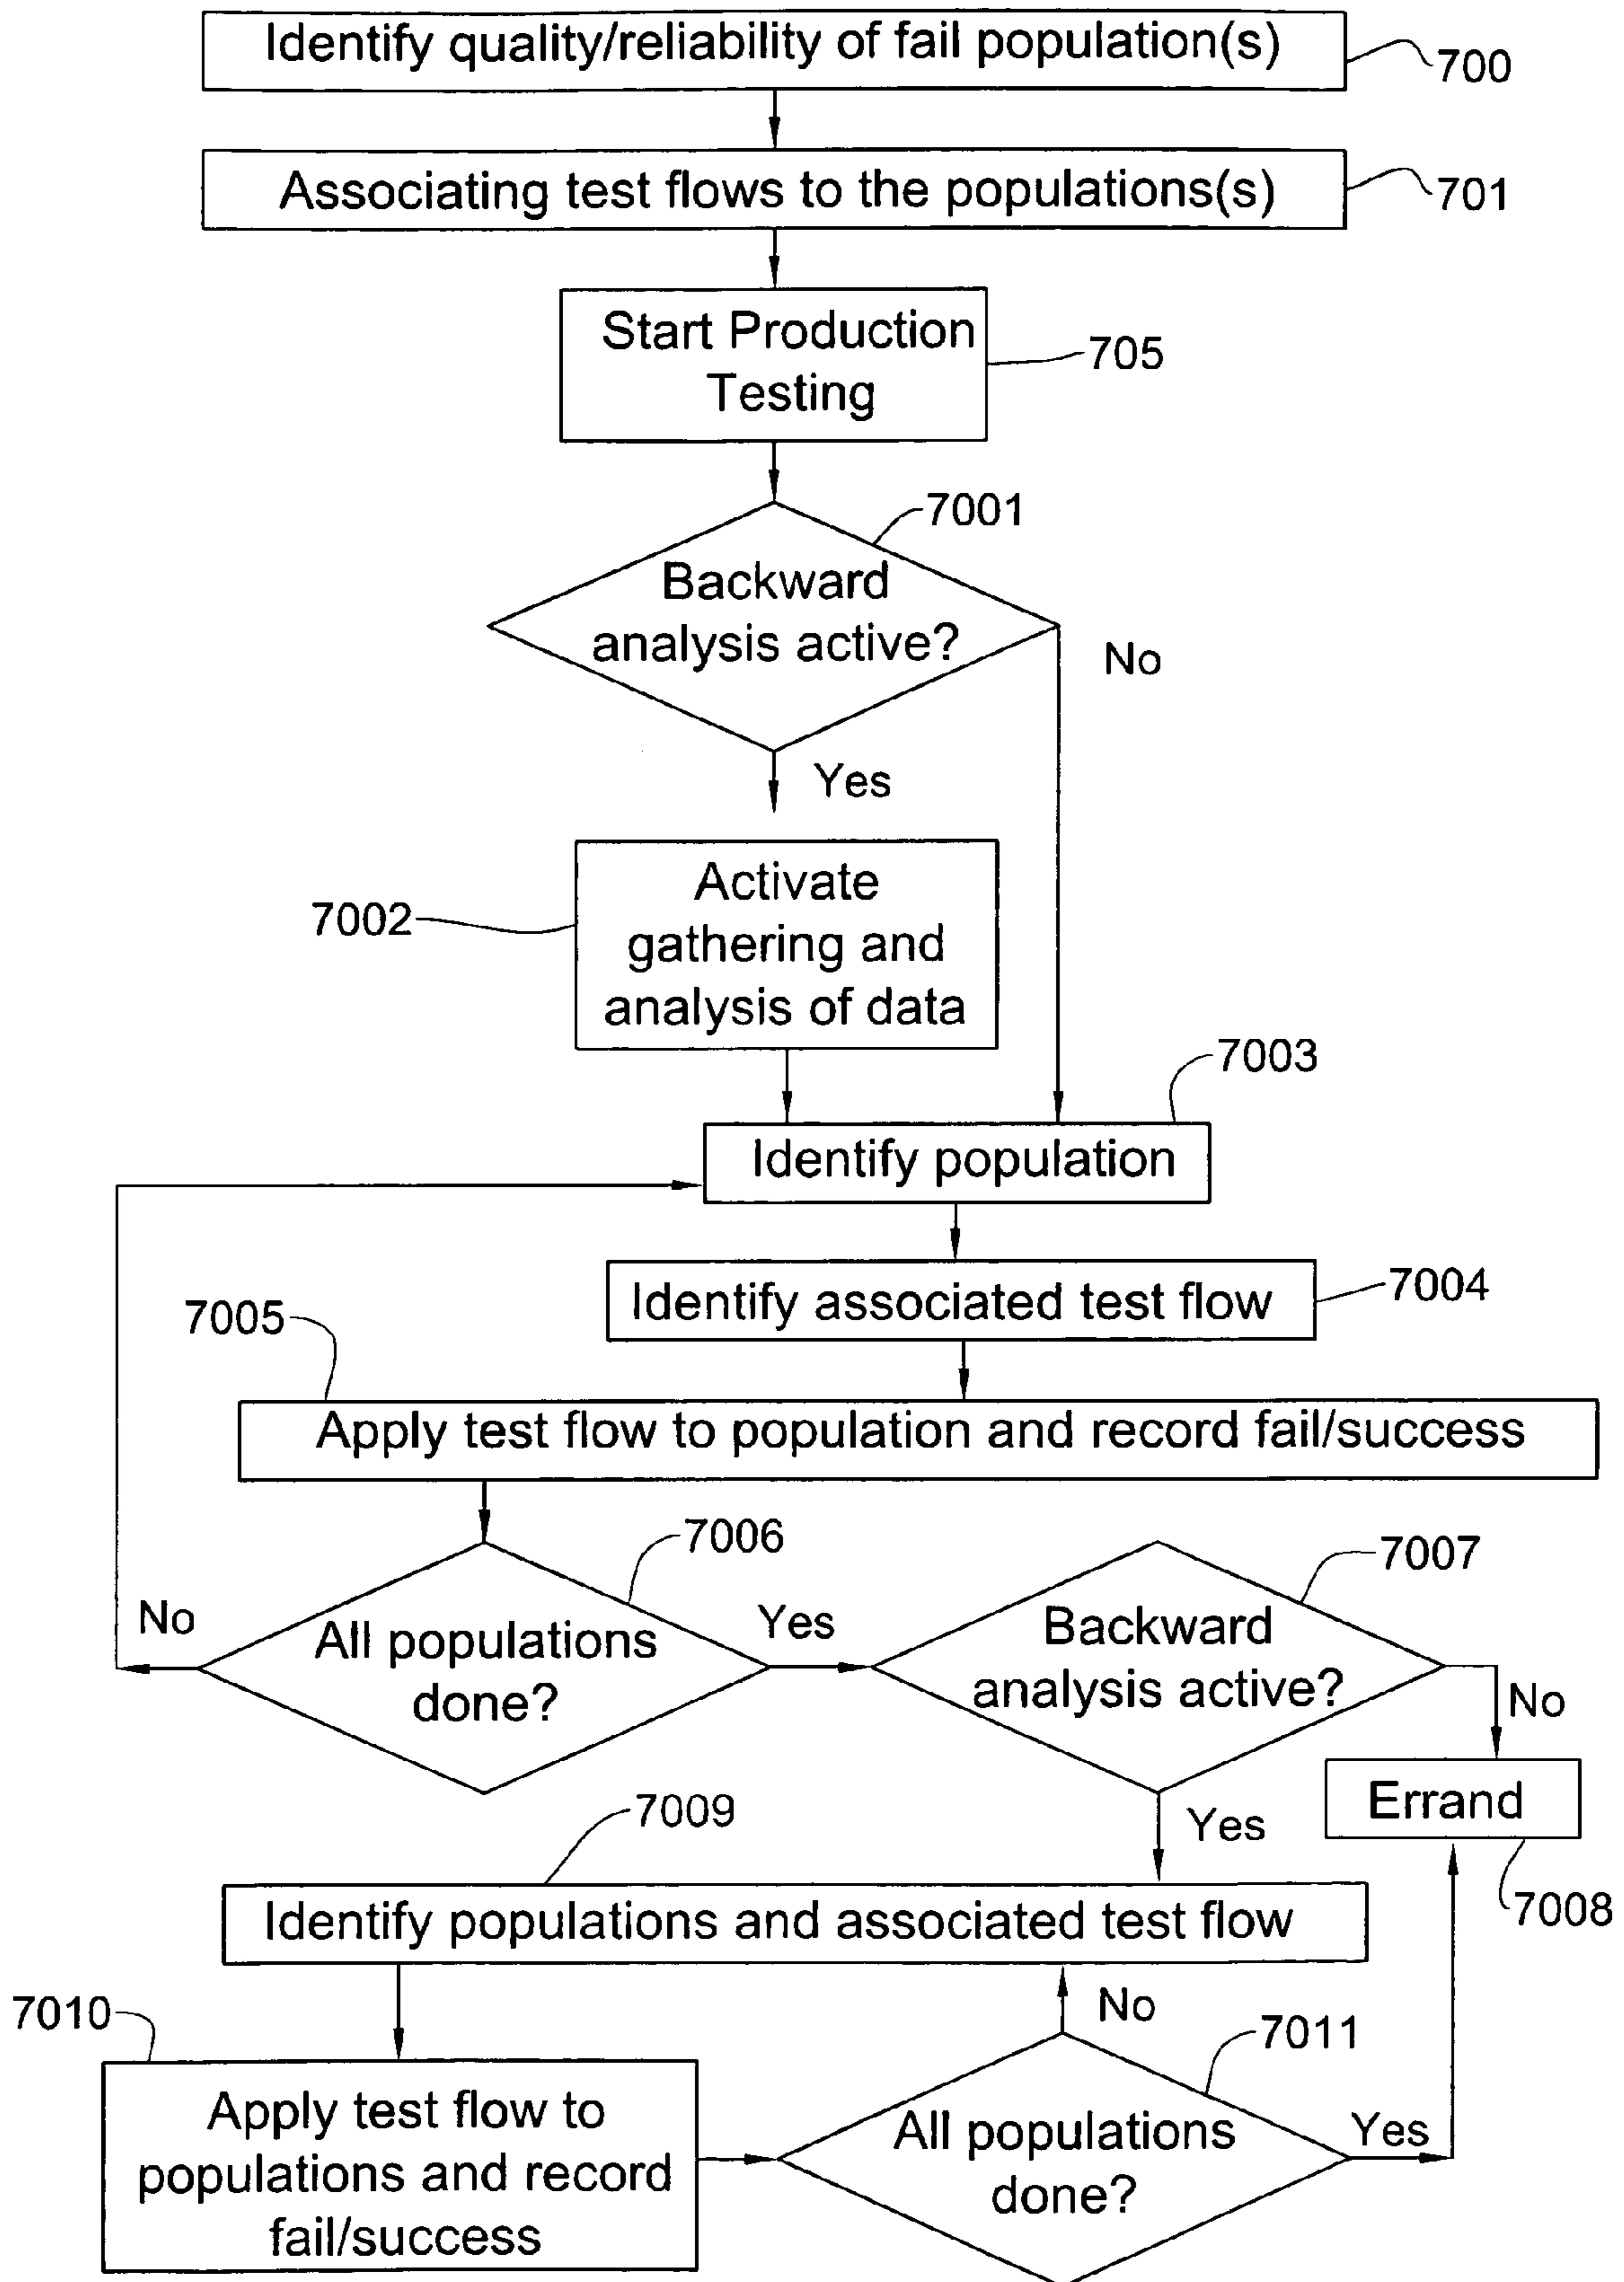 Identify quality/reliability of fail population(s)
700
Associating test flows to the populations(s)
701
Start Production
Testing
705
7001
Backward
analysis active?
No
Yes
7002
Activate
gathering and
analysis of data
7003
Identify population
Identify associated test flow
7004
7005
Apply test flow to population and record fail/success
7006
7007
No
All populations
done?
Yes
Backward
analysis active?
No
Errand
7008
7009
Yes
Identify populations and associated test flow
7010
No
7011
Apply test flow to
populations and record
fail/success
All populations
done?
Yes